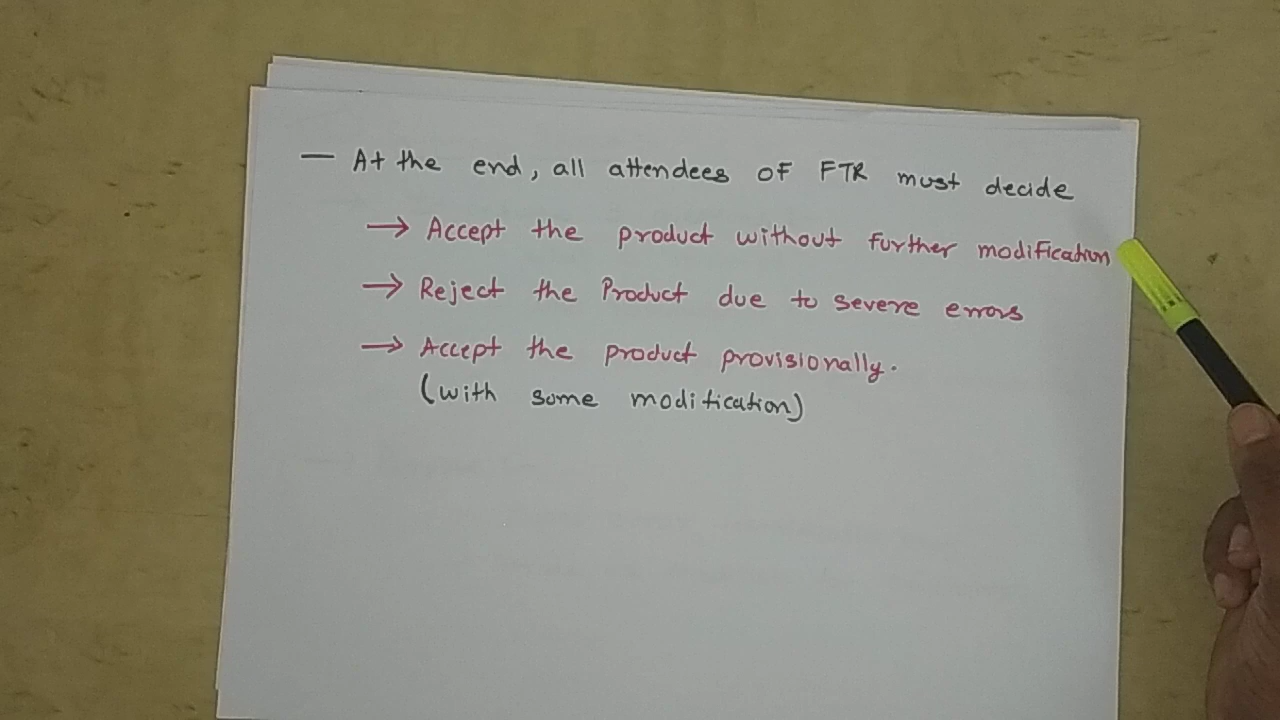 — At the end, all attendees of FTR must decide
→ Accept the product without further modification
→ Reject the Product due to severe errors
→ Accept the product provisionally.
(with some modification)